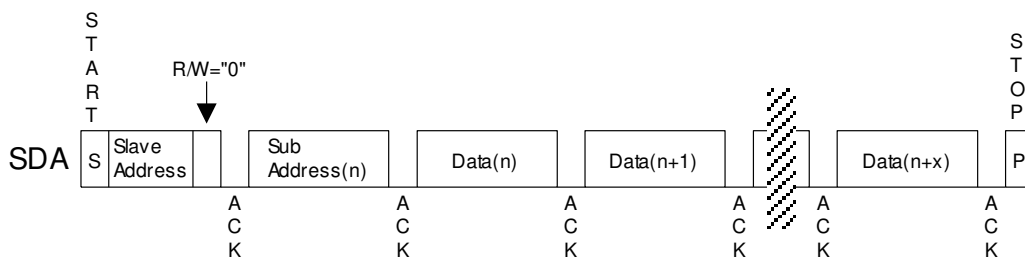 START
STOP
R/W="0"
SDA
S
Slave
Address
Sub
Address(n)
Data(n)
Data(n+1)
Data(n+x)
P
ACK
ACK
ACK
ACK
ACK
ACK